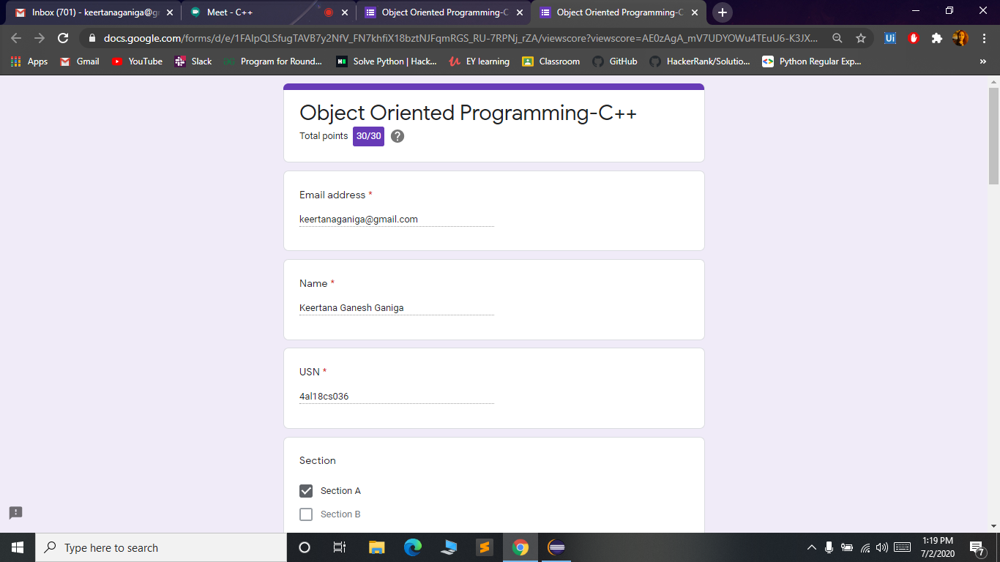 Inbox (701) - keertanaganiga@gr
Meet - C++
Object Oriented Programming-C
Object Oriented Programming-C
docs.google.com/forms/d/e/1FAIpQLSfugTAVB7y2NfV_FN7khfiX18bztNJFqmRGS_RU-7RPNj_rZA/viewscore?viewscore=AE0zAgA_mV7UDYOWu4TEuU6-K3JX...
Apps
Gmail
YouTube
Slack
Program for Round...
Solve Python | Hack...
EY learning
Classroom
GitHub
HackerRank/Solutio...
Python Regular Exp...
»
Object Oriented Programming-C++
Total points 30/30 ?
Email address *
keertanaganiga@gmail.com
Name *
Keertana Ganesh Ganiga
USN *
4al18cs036
Section
Section A
Section B
Type here to search
1:19 PM
7/2/2020
7